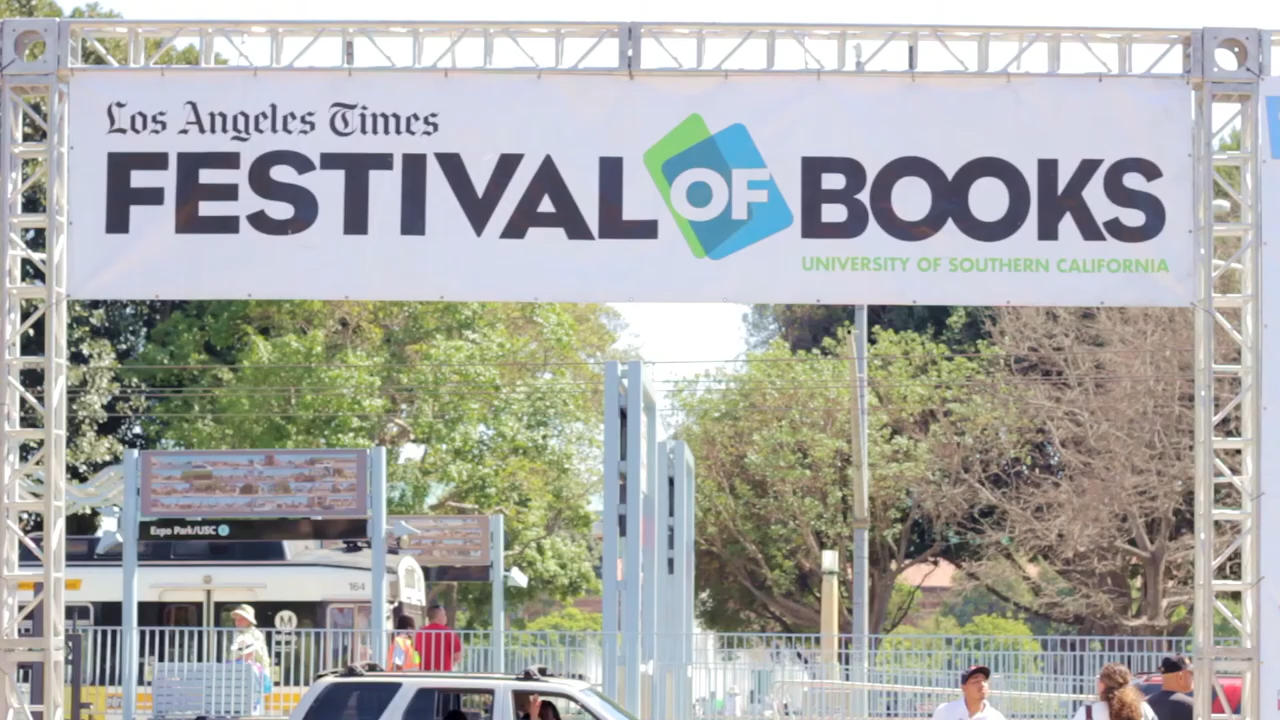 Los Angeles Times
FESTIVAL OF BOOKS
UNIVERSITY OF SOUTHERN CALIFORNIA
Expo Park/USC
164
M